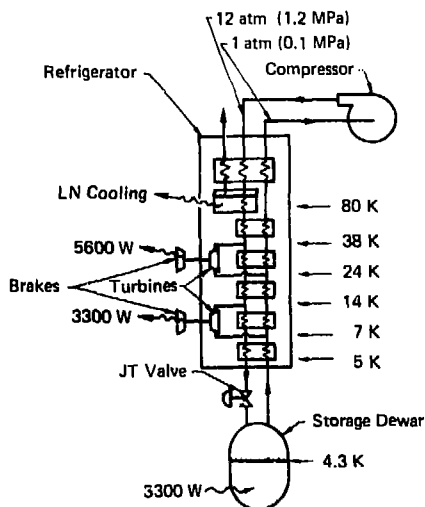 12 atm (1.2 MPa)
1 atm (0.1 MPa)
Compressor
Refrigerator
LN Cooling
80 K
38 K
5600 W
24 K
Brakes
Turbines
14 K
3300 W
7 K
5 K
JT Valve
Storage Dewar
4.3 K
3300 W